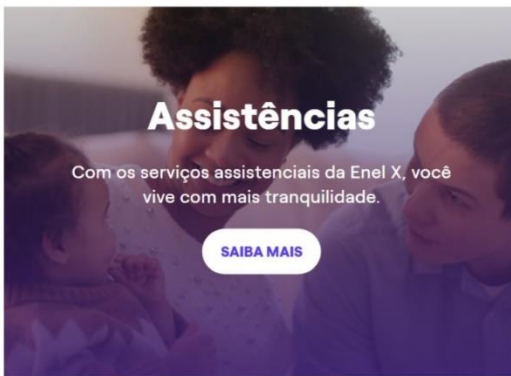 Assistências
Com os serviços assistenciais da Enel X, você
vive com mais tranquilidade.
SAIBA MAIS